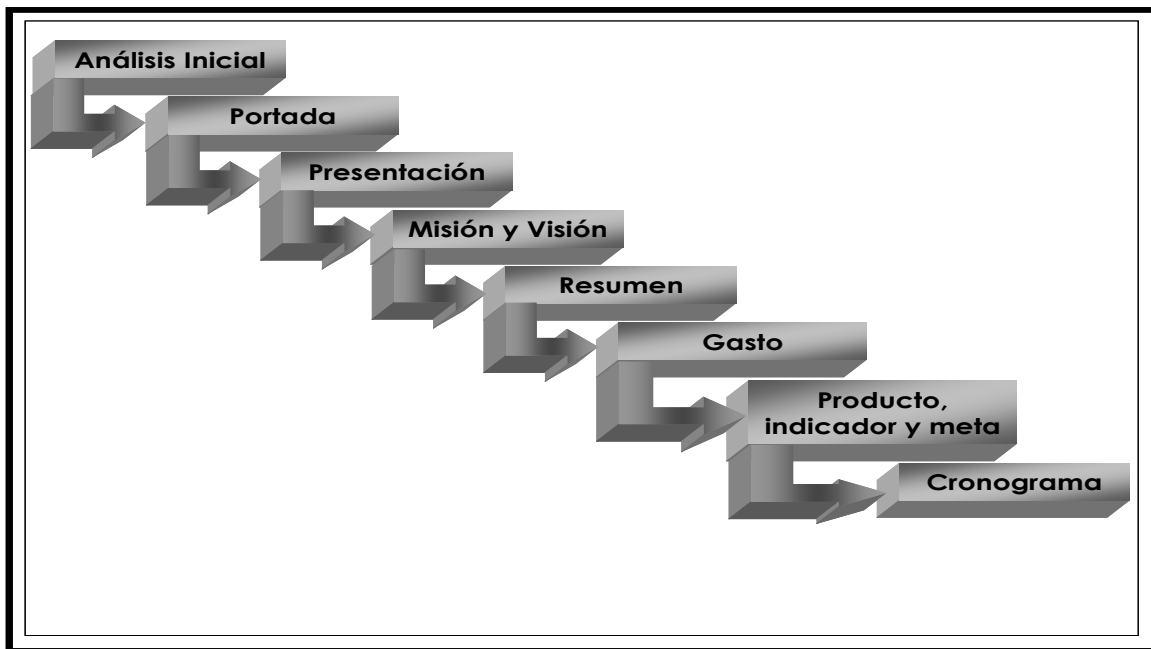 Análisis Inicial
Portada
Presentación
Misión y Visión
Resumen
Gasto
Producto,
indicador y meta
Cronograma